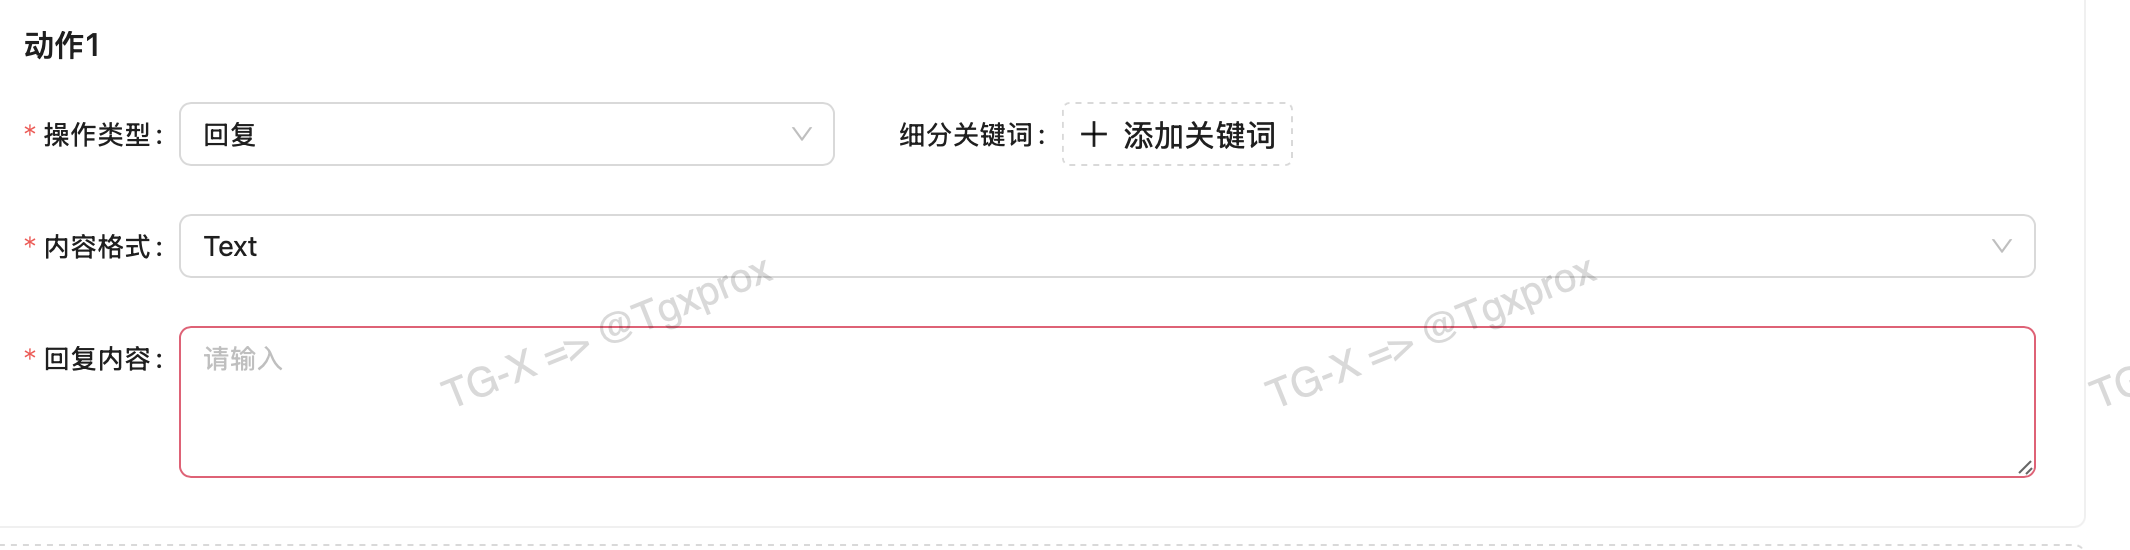 动作1
* 操作类型: 回复 细分关键词: + 添加关键词
* 内容格式: Text
* 回复内容: 请输入
TG-X => @Tgxprox
TG-X => @Tgxprox
TG